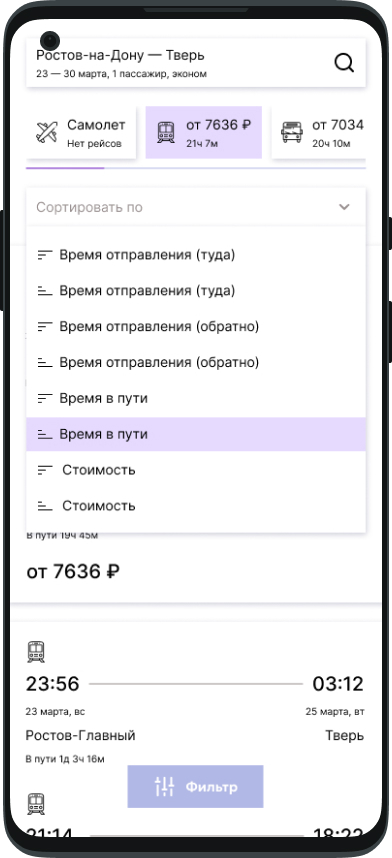 Ростов-на-Дону — Тверь
23 — 30 марта, 1 пассажир, эконом
Самолет
Нет рейсов
от 7636 ₽
21ч 7м
от 7034
20ч 10м
Сортировать по
Время отправления (туда)
Время отправления (туда)
Время отправления (обратно)
Время отправления (обратно)
Время в пути
Время в пути
Стоимость
Стоимость
В пути 19ч 45м
от 7636 ₽
23:56 03:12
23 марта, вс 25 марта, вт
Ростов-Главный Тверь
В пути 1д 3ч 16м
Фильтр
21:14 18:22